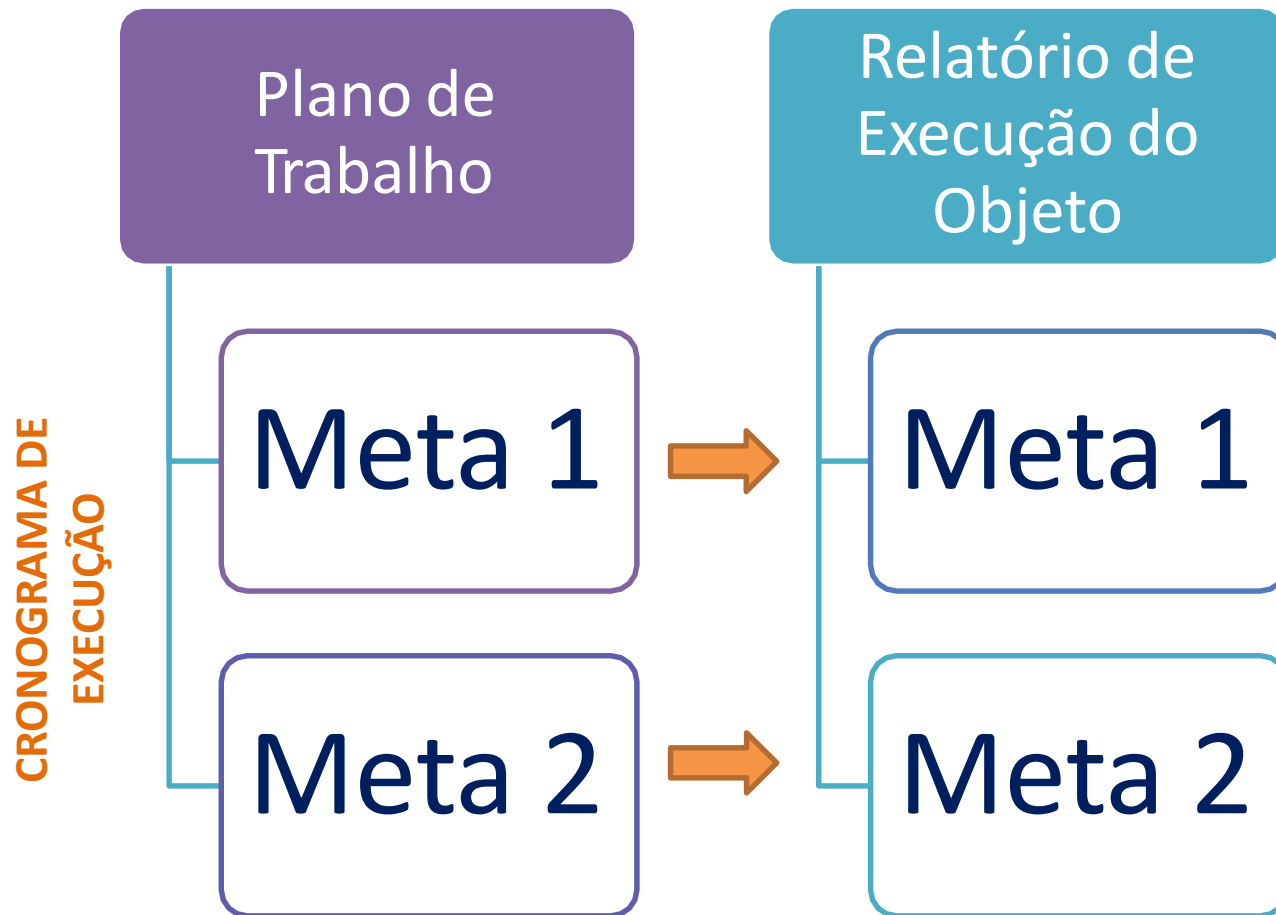 Plano de
Trabalho
Relatório de
Execução do
Objeto
CRONOGRAMA DE
EXECUÇÃO
Meta 1
Meta 1
Meta 2
Meta 2